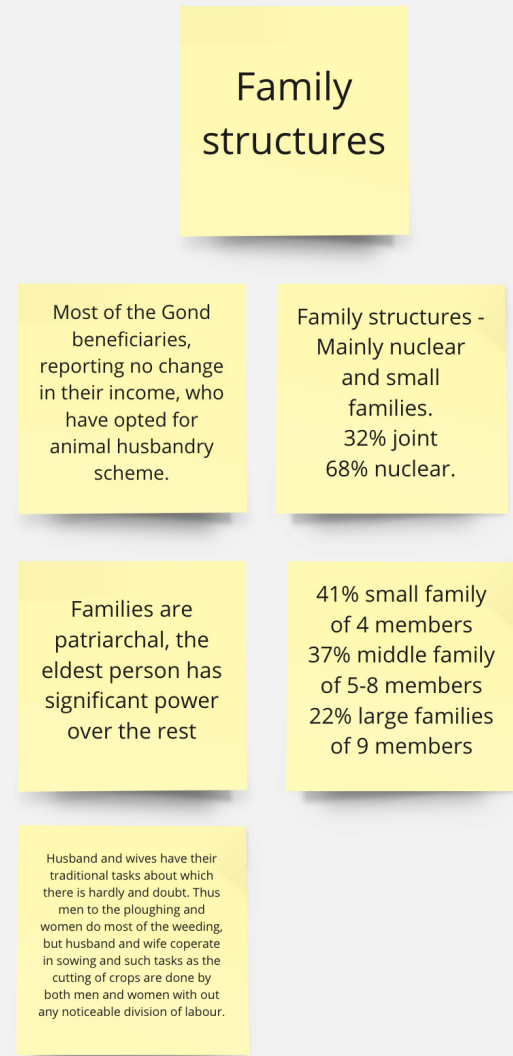 Family
structures
Most of the Gond
beneficiaries,
reporting no change
in their income, who
have opted for
animal husbandry
scheme.
Family structures -
Mainly nuclear
and small
families.
32% joint
68% nuclear.
Families are
patriarchal, the
eldest person has
significant power
over the rest
41% small family
of 4 members
37% middle family
of 5-8 members
22% large families
of 9 members
Husband and wives have their
traditional tasks about which
there is hardly and doubt. Thus
men to the ploughing and
women do most of the weeding,
but husband and wife coperate
in sowing and such tasks as the
cutting of crops are done by
both men and women with out
any noticeable division of labour.